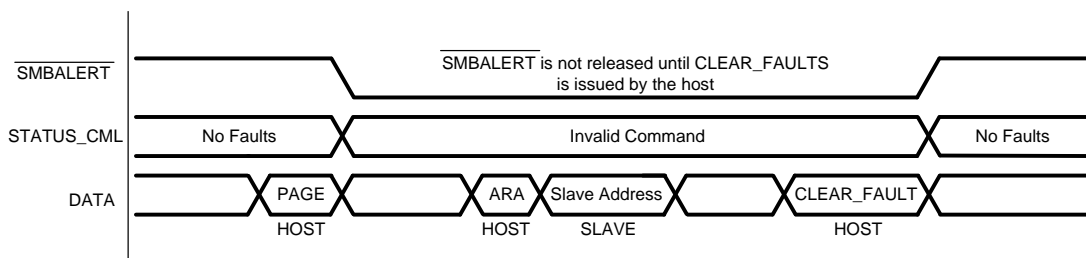 SMBALERT
SMBALERT is not released until CLEAR_FAULTS
is issued by the host
STATUS_CML
No Faults
Invalid Command
No Faults
DATA
PAGE
ARA
Slave Address
CLEAR_FAULT
HOST
HOST
SLAVE
HOST